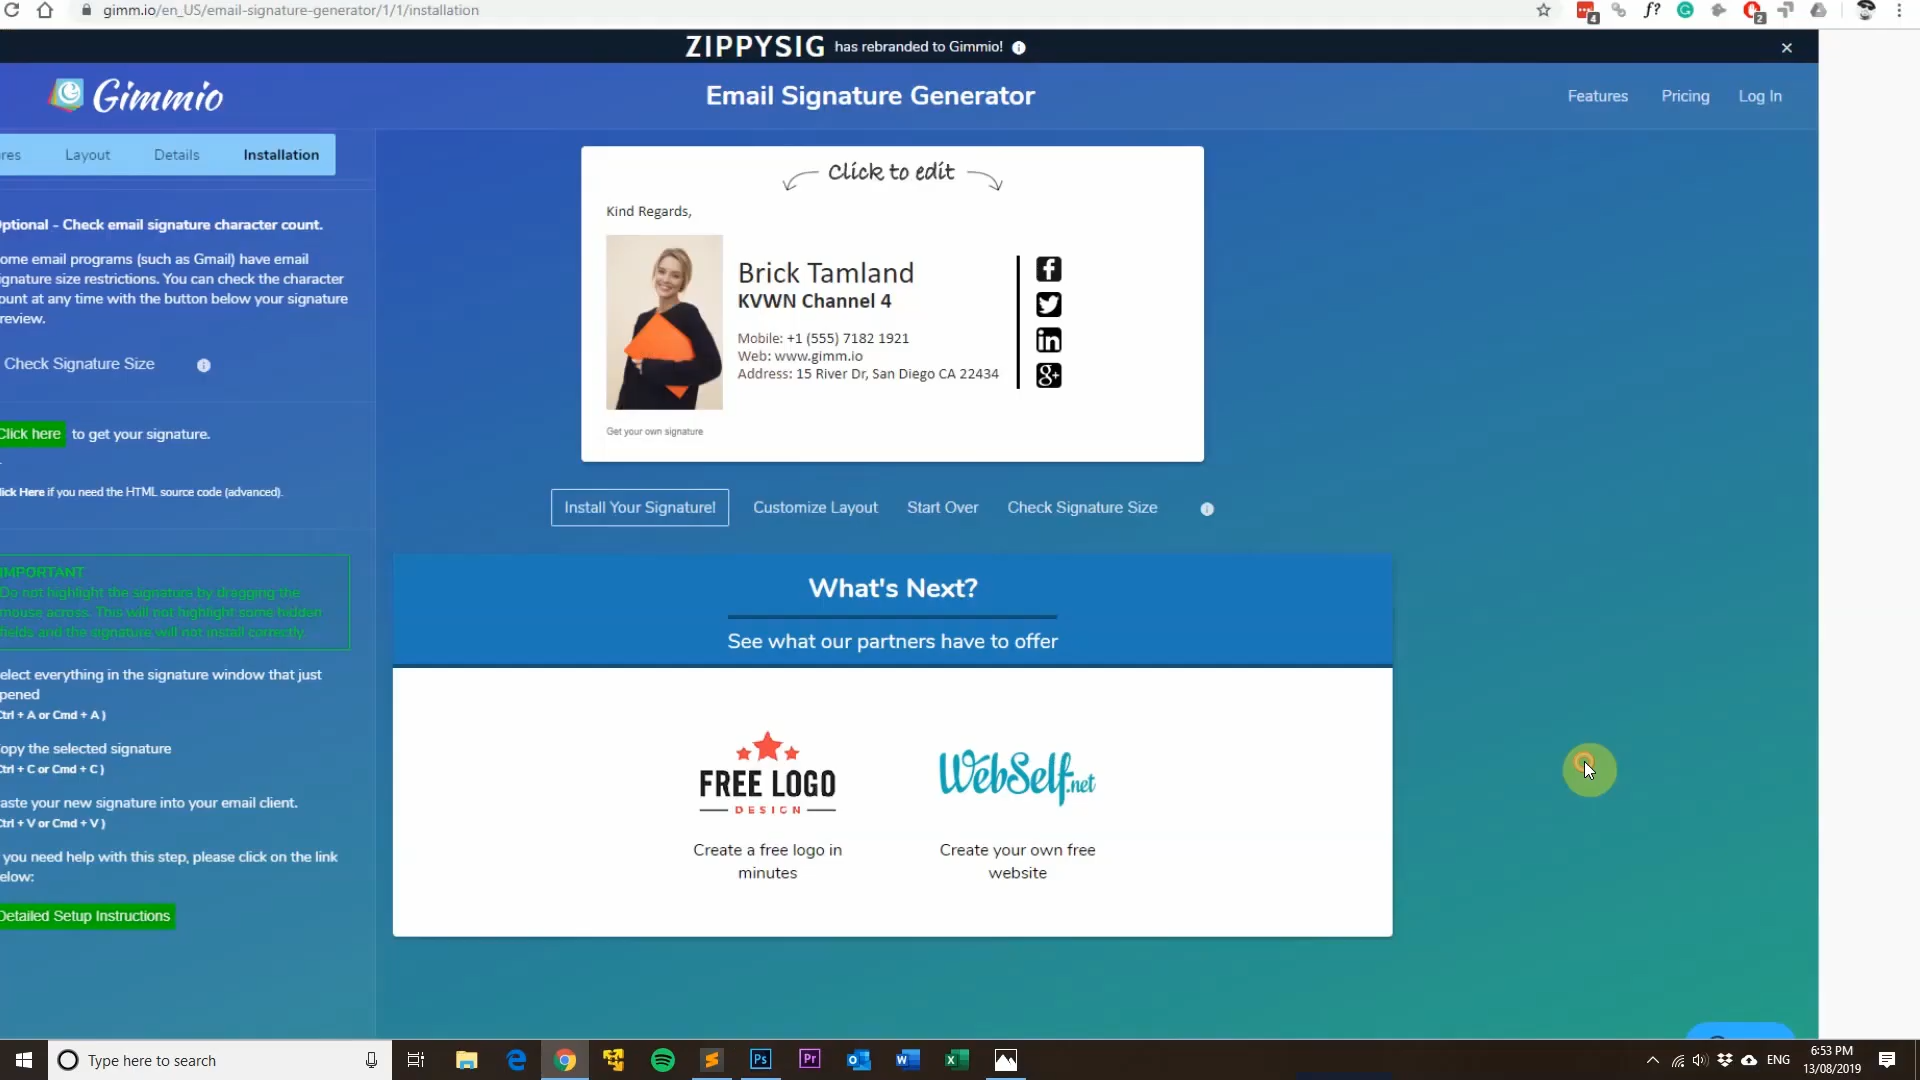 gimm.io/en_US/email-signature-generator/1/1/installation
4
f?
2
ZIPPYSIG has rebranded to Gimmio!
Gimmio
Email Signature Generator
Features Pricing Log In
res Layout Details Installation
Click to edit
Kind Regards,
Brick Tamland
KVWN Channel 4
Mobile: +1 (555) 7182 1921
Web: www.gimm.io
Address: 15 River Dr, San Diego CA 22434
Get your own signature
ptional - Check email signature character count.
ome email programs (such as Gmail) have email
ignature size restrictions. You can check the character
ount at any time with the button below your signature
review.
Check Signature Size
Click here to get your signature.
lick Here if you need the HTML source code (advanced).
IMPORTANT
Do not highlight the signature by dragging the
mouse across. This will not highlight some hidden
fields and the signature will not install correctly.
elect everything in the signature window that just
pened
Ctrl + A or Cmd + A )
opy the selected signature
Ctrl + C or Cmd + C )
aste your new signature into your email client.
Ctrl + V or Cmd + V )
you need help with this step, please click on the link
elow:
Detailed Setup Instructions
Install Your Signature! Customize Layout Start Over Check Signature Size
What's Next?
See what our partners have to offer
FREE LOGO
DESIGN
Create a free logo in
minutes
WebSelf.net
Create your own free
website
Type here to search
Ps
Pr
ENG
6:53 PM
13/08/2019